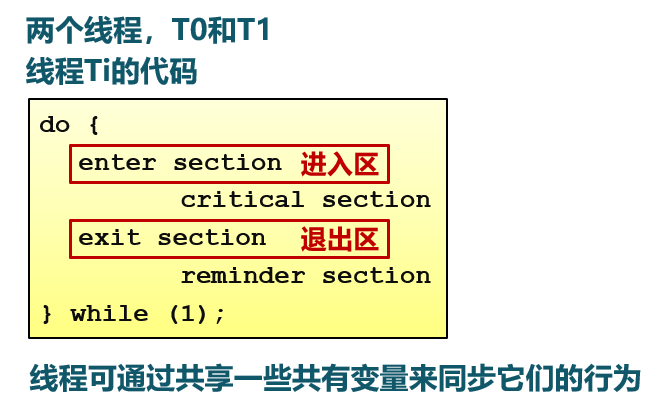 两个线程，T0和T1
线程Ti的代码
do {
enter section 进入区
critical section
exit section 退出区
reminder section
} while (1);
线程可通过共享一些共有变量来同步它们的行为